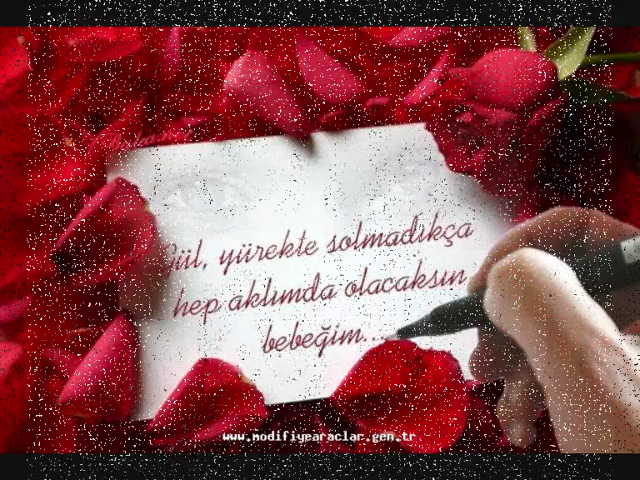 Gül, yürekte solmadıkça
hep aklımda olacaksın
bebeğim...
www.modifiyearaclar.gen.tr